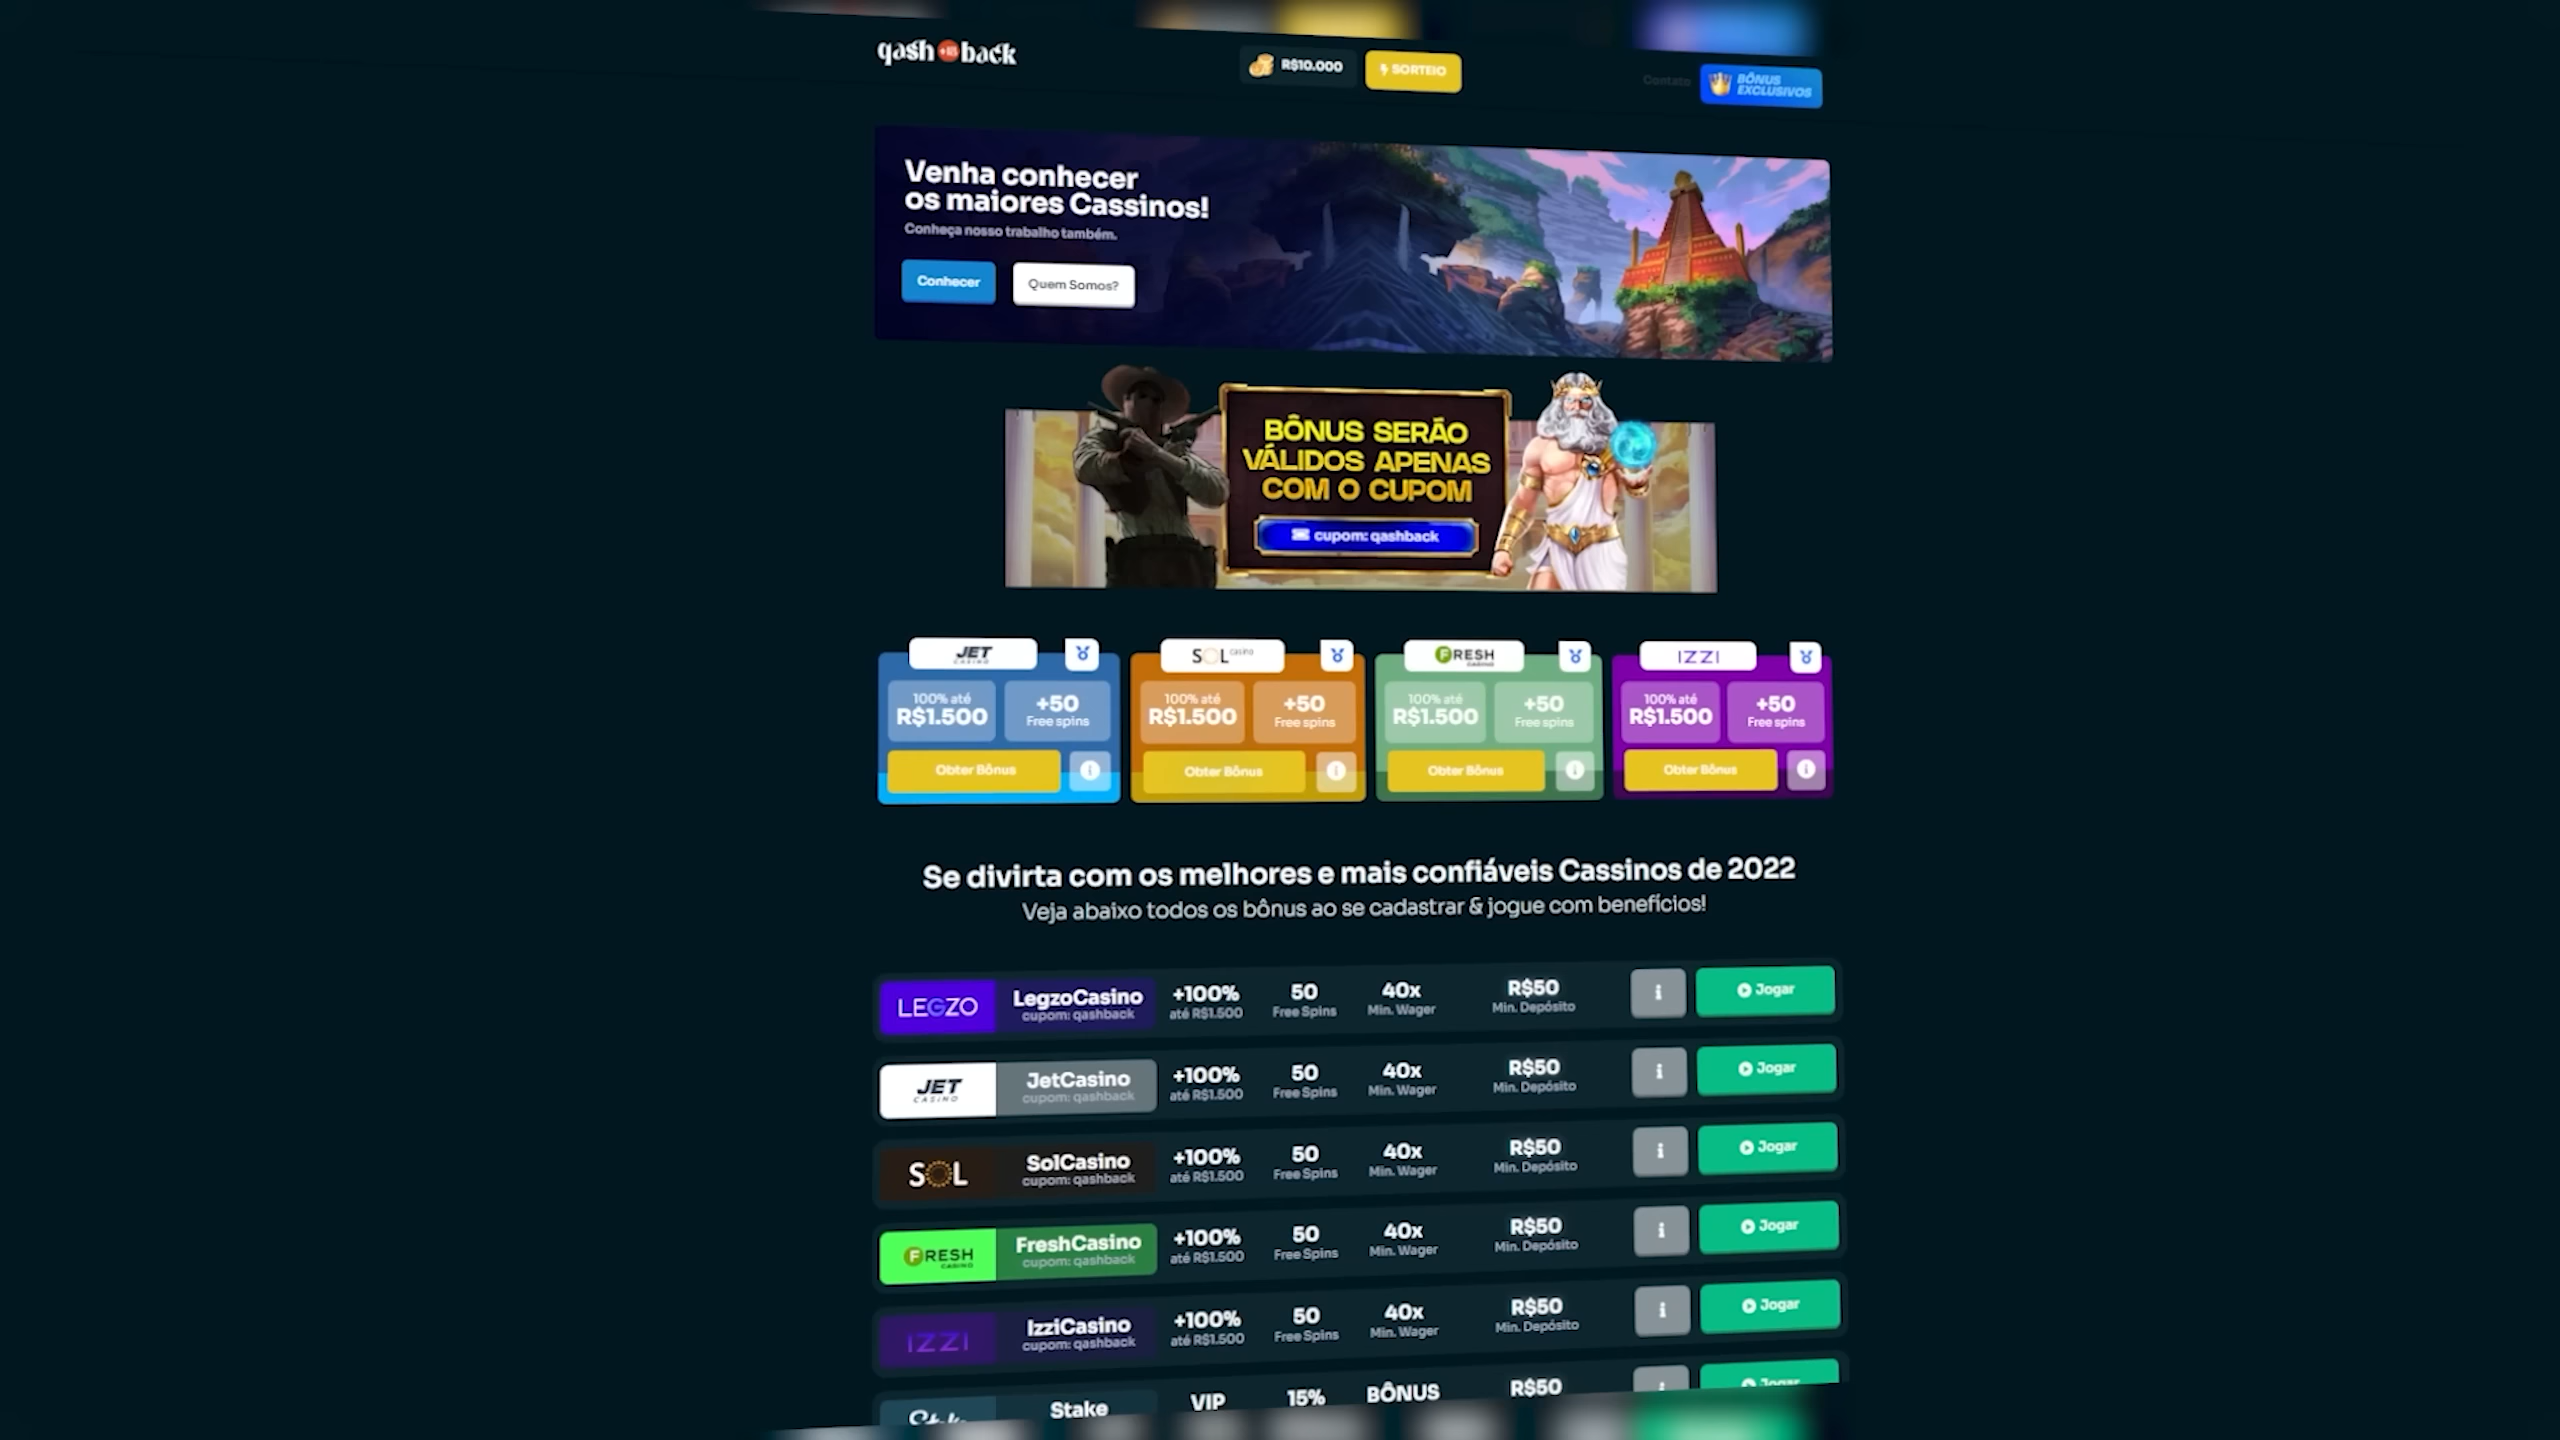 qash +18 back
R$10.000
SORTEIO
Contato
BÔNUS
EXCLUSIVOS
Venha conhecer
os maiores Cassinos!
Conheça nosso trabalho também.
Conhecer
Quem Somos?
BÔNUS SERÃO
VÁLIDOS APENAS
COM O CUPOM
cupom: qashback
JET
CASINO
100% até
R$1.500
+50
Free spins
Obter Bônus
SOL casino
100% até
R$1.500
+50
Free spins
Obter Bônus
FRESH
CASINO
100% até
R$1.500
+50
Free spins
Obter Bônus
IZZI
100% até
R$1.500
+50
Free spins
Obter Bônus
Se divirta com os melhores e mais confiáveis Cassinos de 2022
Veja abaixo todos os bônus ao se cadastrar & jogue com benefícios!
LEGZO
LegzoCasino
cupom: qashback
+100%
até R$1.500
50
Free Spins
40x
Min. Wager
R$50
Min. Depósito
Jogar
JET
CASINO
JetCasino
cupom: qashback
+100%
até R$1.500
50
Free Spins
40x
Min. Wager
R$50
Min. Depósito
Jogar
SOL
SolCasino
cupom: qashback
+100%
até R$1.500
50
Free Spins
40x
Min. Wager
R$50
Min. Depósito
Jogar
FRESH
CASINO
FreshCasino
cupom: qashback
+100%
até R$1.500
50
Free Spins
40x
Min. Wager
R$50
Min. Depósito
Jogar
IZZI
IzziCasino
cupom: qashback
+100%
até R$1.500
50
Free Spins
40x
Min. Wager
R$50
Min. Depósito
Jogar
Stake
Stake
VIP
15%
BÔNUS
R$50
Jogar